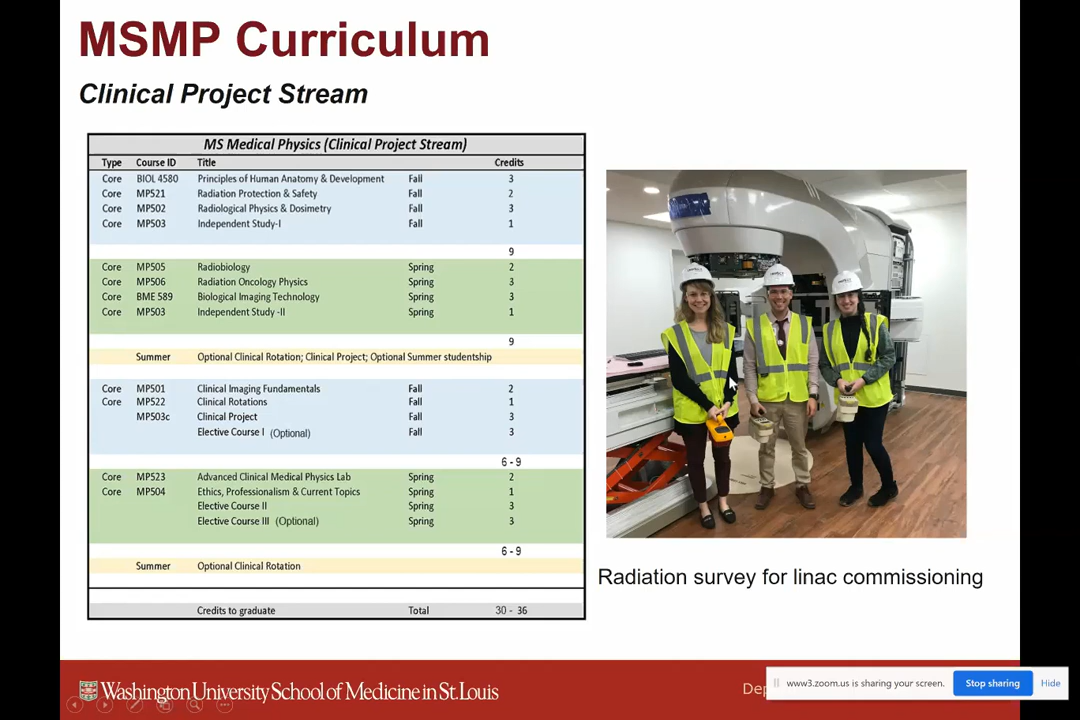 MSMP Curriculum
Clinical Project Stream
MS Medical Physics (Clinical Project Stream)
Type Course ID Title Credits
Core BIOL 4580 Principles of Human Anatomy & Development Fall 3
Core MP521 Radiation Protection & Safety Fall 2
Core MP502 Radiological Physics & Dosimetry Fall 3
Core MP503 Independent Study-I Fall 1
9
Core MP505 Radiobiology Spring 2
Core MP506 Radiation Oncology Physics Spring 3
Core BME 589 Biological Imaging Technology Spring 3
Core MP503 Independent Study -II Spring 1
9
Summer Optional Clinical Rotation; Clinical Project; Optional Summer studentship
Core MP501 Clinical Imaging Fundamentals Fall 2
Core MP522 Clinical Rotations Fall 1
MP503c Clinical Project Fall 3
Elective Course I (Optional) Fall 3
6 - 9
Core MP523 Advanced Clinical Medical Physics Lab Spring 2
Core MP504 Ethics, Professionalism & Current Topics Spring 1
Elective Course II Spring 3
Elective Course III (Optional) Spring 3
6 - 9
Summer Optional Clinical Rotation
Credits to graduate Total 30 - 36
Radiation survey for linac commissioning
Washington University School of Medicine in St. Louis
www3.zoom.us is sharing your screen. Stop sharing Hide